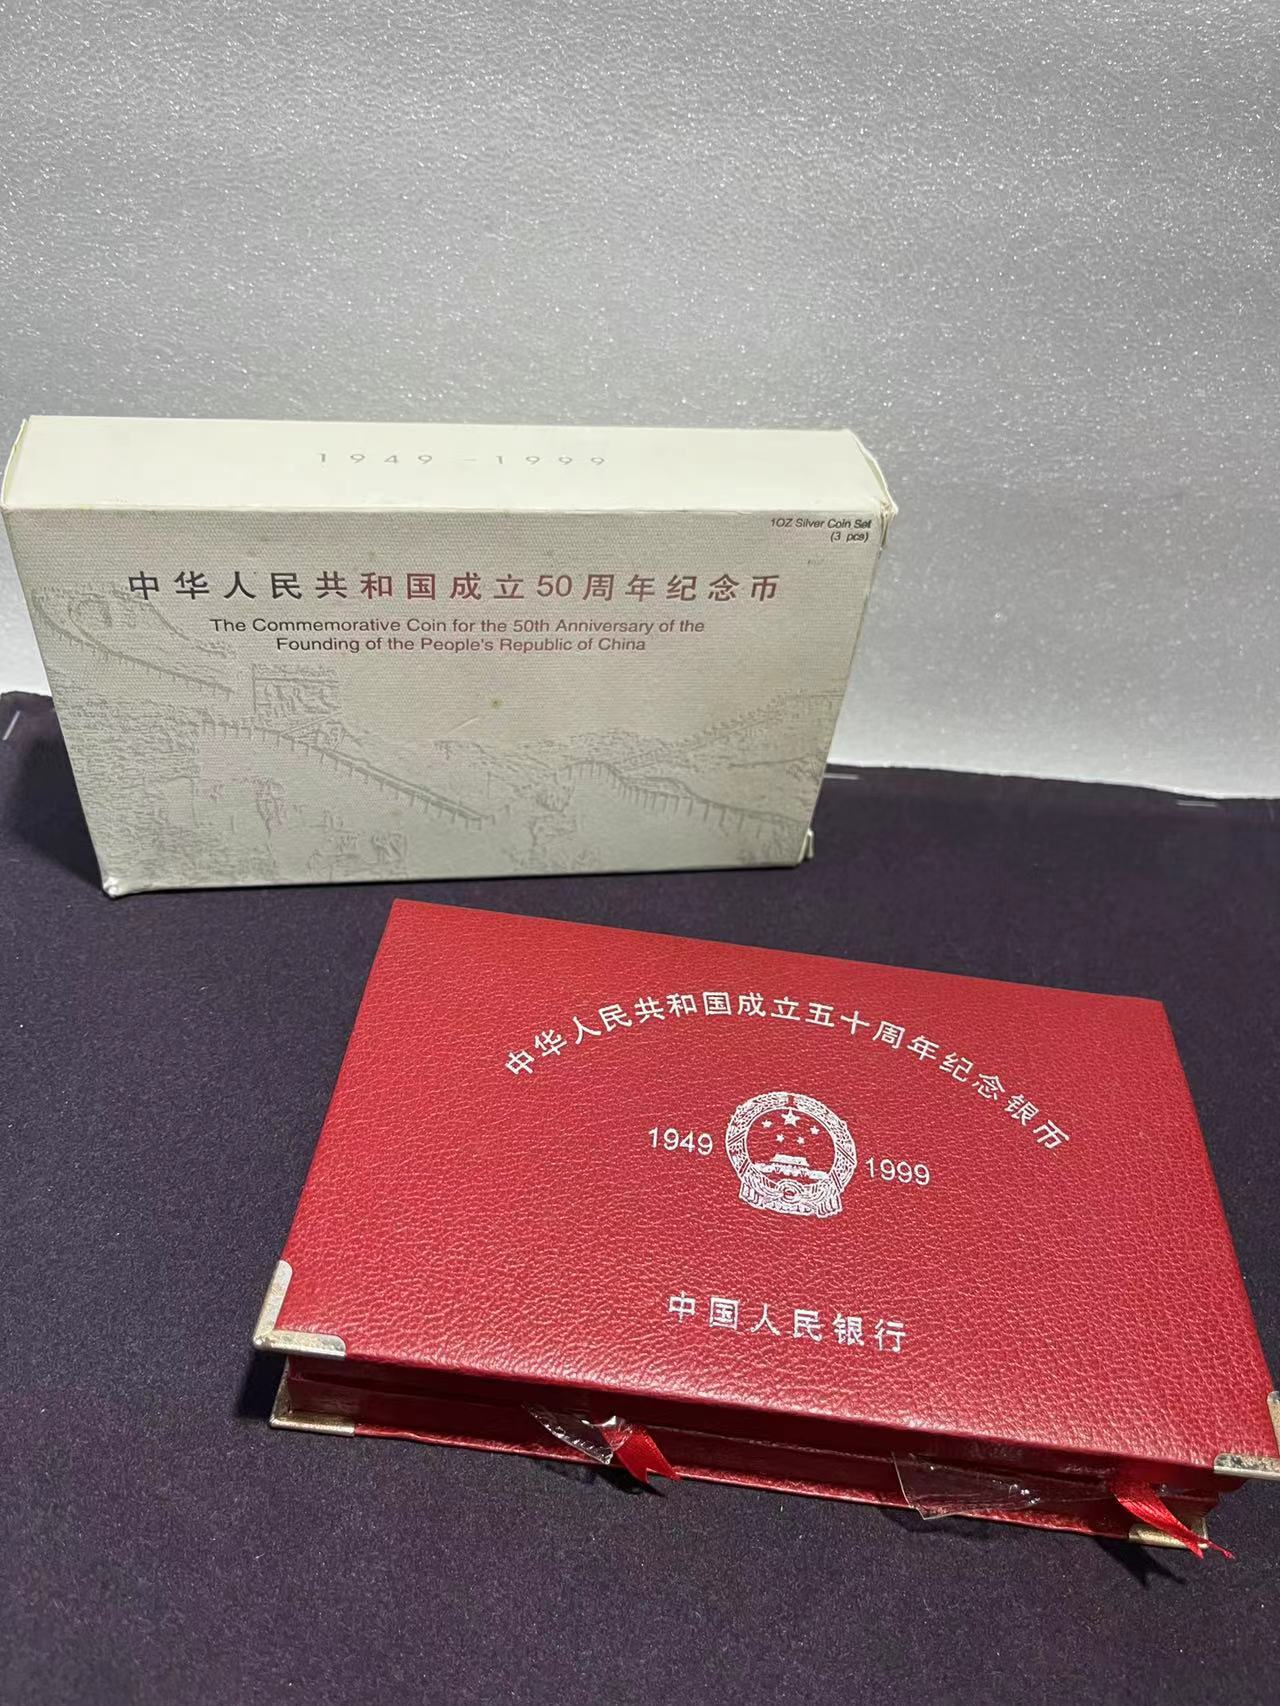 1949-1999
1OZ Silver Coin Set
(3 pcs)
中华人民共和国成立50周年纪念币
The Commemorative Coin for the 50th Anniversary of the
Founding of the People's Republic of China
中华人民共和国成立五十周年纪念银币
1949 1999
中国人民银行